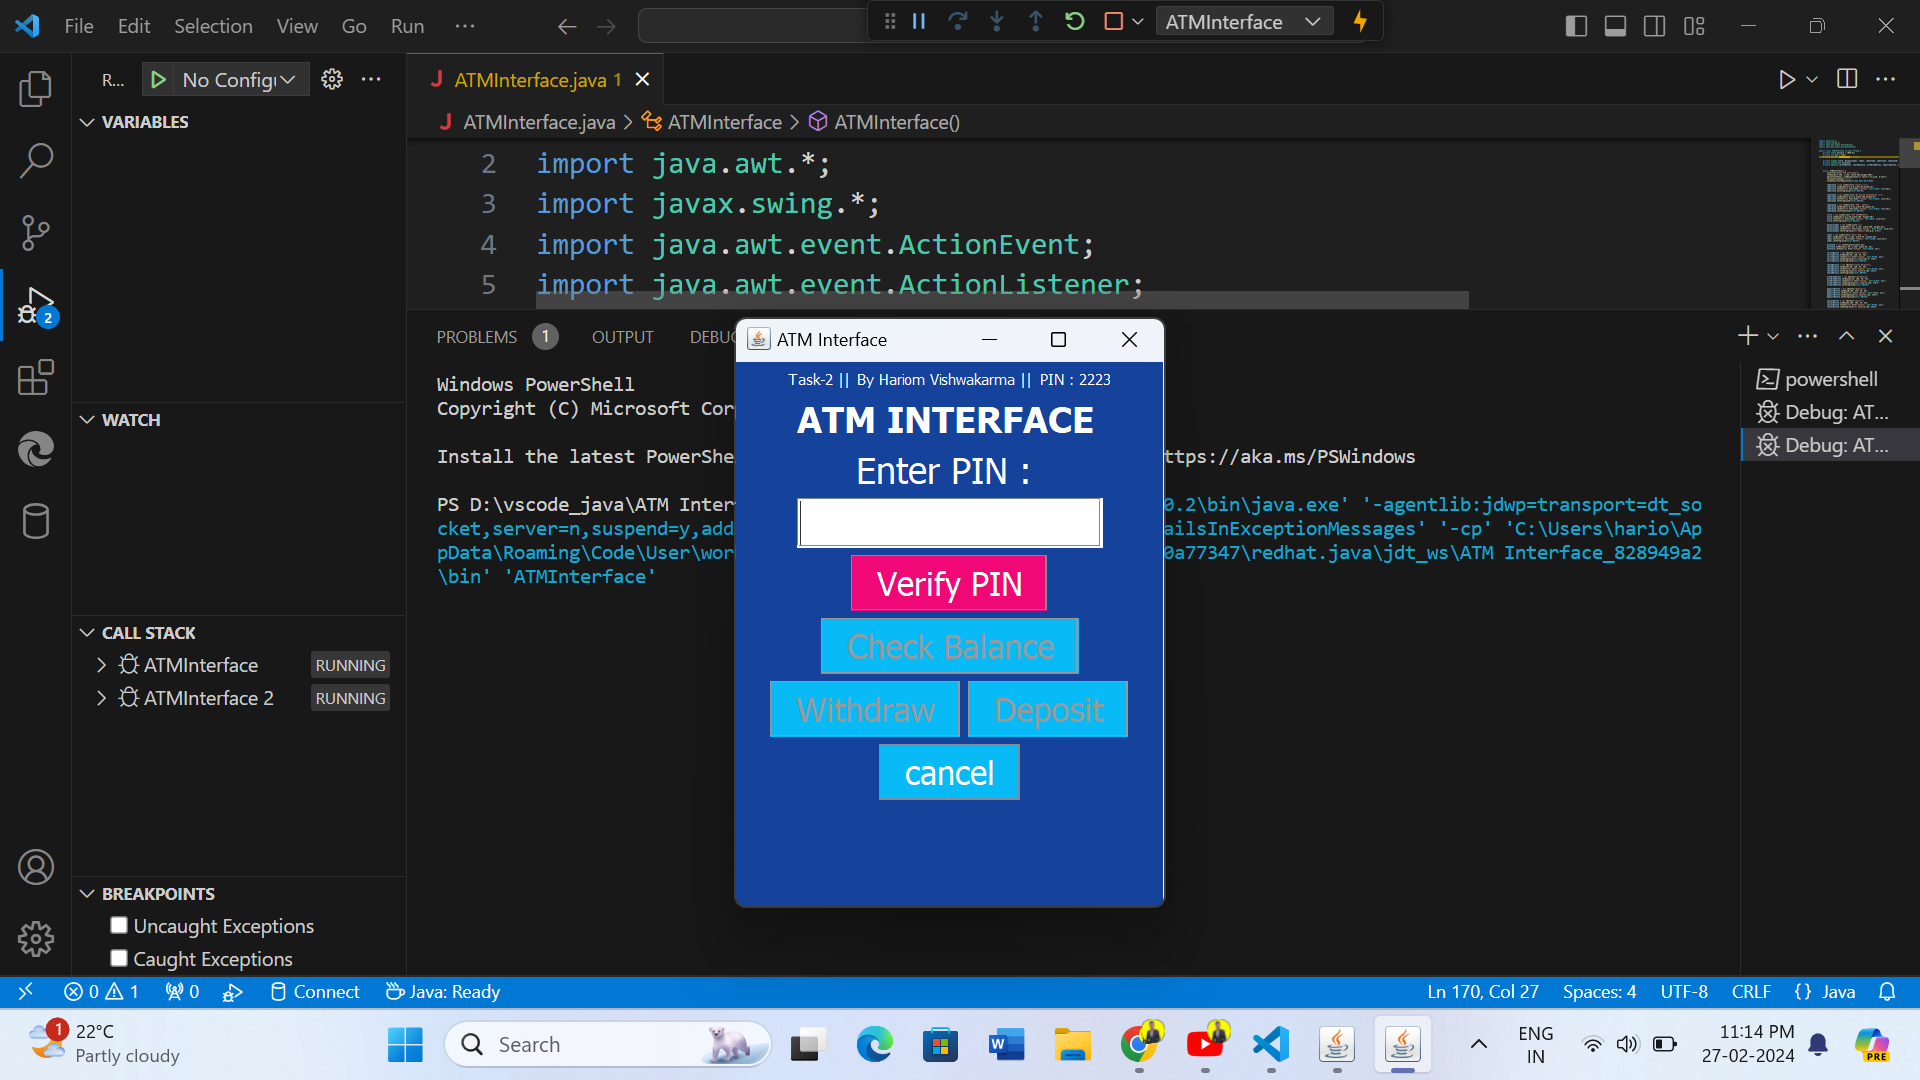 File Edit Selection View Go Run ...
ATMInterface
R... No Config ...
ATMInterface.java 1
VARIABLES
ATMInterface.java > ATMInterface > ATMInterface()
2 import java.awt.*;
3 import javax.swing.*;
4 import java.awt.event.ActionEvent;
5 import java.awt.event.ActionListener;
PROBLEMS 1 OUTPUT DEBUG
Windows PowerShell
Copyright (C) Microsoft Cor
Install the latest PowerShe ttps://aka.ms/PSWindows
PS D:\vscode_java\ATM Inter 0.2\bin\java.exe' '-agentlib:jdwp=transport=dt_so
cket,server=n,suspend=y,add ailsInExceptionMessages' '-cp' 'C:\Users\hario\Ap
pData\Roaming\Code\User\wor 0a77347\redhat.java\jdt_ws\ATM Interface_828949a2
\bin' 'ATMInterface'
powershell
Debug: AT...
Debug: AT...
ATM Interface
Task-2 || By Hariom Vishwakarma || PIN : 2223
ATM INTERFACE
Enter PIN :
Verify PIN
Check Balance
Withdraw Deposit
cancel
WATCH
CALL STACK
ATMInterface RUNNING
ATMInterface 2 RUNNING
2
BREAKPOINTS
Uncaught Exceptions
Caught Exceptions
0 1 0 Connect Java: Ready Ln 170, Col 27 Spaces: 4 UTF-8 CRLF {} Java
1 22°C
Partly cloudy
Search
ENG
IN
11:14 PM
27-02-2024
PRE